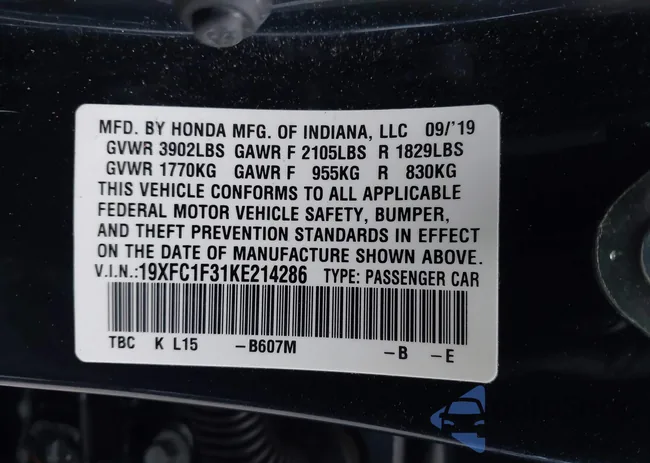 MFD. BY HONDA MFG. OF INDIANA, LLC 09/'19
GVWR 3902LBS GAWR F 2105LBS R 1829LBS
GVWR 1770KG GAWR F 955KG R 830KG
THIS VEHICLE CONFORMS TO ALL APPLICABLE
FEDERAL MOTOR VEHICLE SAFETY, BUMPER,
AND THEFT PREVENTION STANDARDS IN EFFECT
ON THE DATE OF MANUFACTURE SHOWN ABOVE.
V.I.N.:19XFC1F31KE214286 TYPE: PASSENGER CAR
TBC K L15 -B607M -B -E